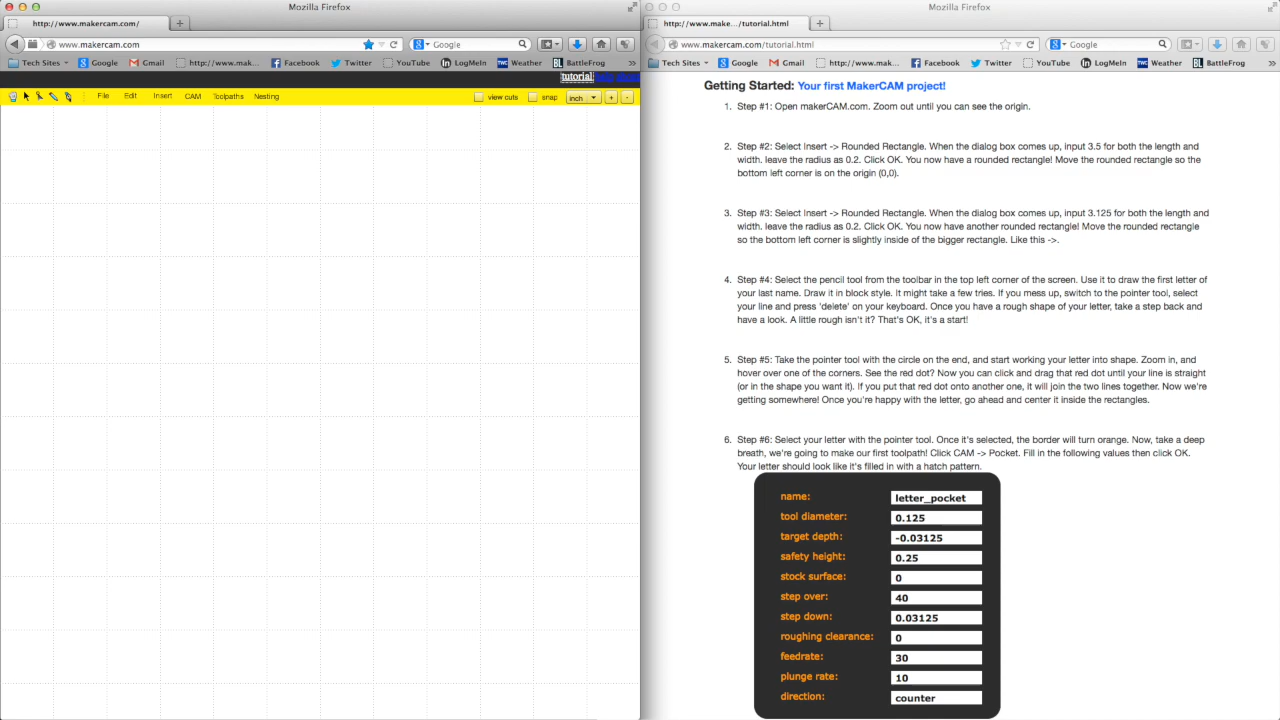 Mozilla Firefox
http://www.makercam.com/
www.makercam.com
Google
Tech Sites
Google
Gmail
http://www.mak...
Facebook
Twitter
YouTube
LogMeIn
Weather
BattleFrog
tutorial
File
Edit
Insert
CAM
Toolpaths
Nesting
view cuts
snap
inch
+
-
Mozilla Firefox
http://www.make.../tutorial.html
www.makercam.com/tutorial.html
Google
Tech Sites
Google
Gmail
http://www.mak...
Facebook
Twitter
YouTube
LogMeIn
Weather
BattleFrog
Getting Started: Your first MakerCAM project!
1. Step #1: Open makerCAM.com. Zoom out until you can see the origin.
2. Step #2: Select Insert -> Rounded Rectangle. When the dialog box comes up, input 3.5 for both the length and
width. leave the radius as 0.2. Click OK. You now have a rounded rectangle! Move the rounded rectangle so the
bottom left corner is on the origin (0,0).
3. Step #3: Select Insert -> Rounded Rectangle. When the dialog box comes up, input 3.125 for both the length and
width. leave the radius as 0.2. Click OK. You now have another rounded rectangle! Move the rounded rectangle
so the bottom left corner is slightly inside of the bigger rectangle. Like this ->.
4. Step #4: Select the pencil tool from the toolbar in the top left corner of the screen. Use it to draw the first letter of
your last name. Draw it in block style. It might take a few tries. If you mess up, switch to the pointer tool, select
your line and press 'delete' on your keyboard. Once you have a rough shape of your letter, take a step back and
have a look. A little rough isn't it? That's OK, it's a start!
5. Step #5: Take the pointer tool with the circle on the end, and start working your letter into shape. Zoom in, and
hover over one of the corners. See the red dot? Now you can click and drag that red dot until your line is straight
(or in the shape you want it). If you put that red dot onto another one, it will join the two lines together. Now we're
getting somewhere! Once you're happy with the letter, go ahead and center it inside the rectangles.
6. Step #6: Select your letter with the pointer tool. Once it's selected, the border will turn orange. Now, take a deep
breath, we're going to make our first toolpath! Click CAM -> Pocket. Fill in the following values then click OK.
Your letter should look like it's filled in with a hatch pattern.
name: letter_pocket
tool diameter: 0.125
target depth: -0.03125
safety height: 0.25
stock surface: 0
step over: 40
step down: 0.03125
roughing clearance: 0
feedrate: 30
plunge rate: 10
direction: counter